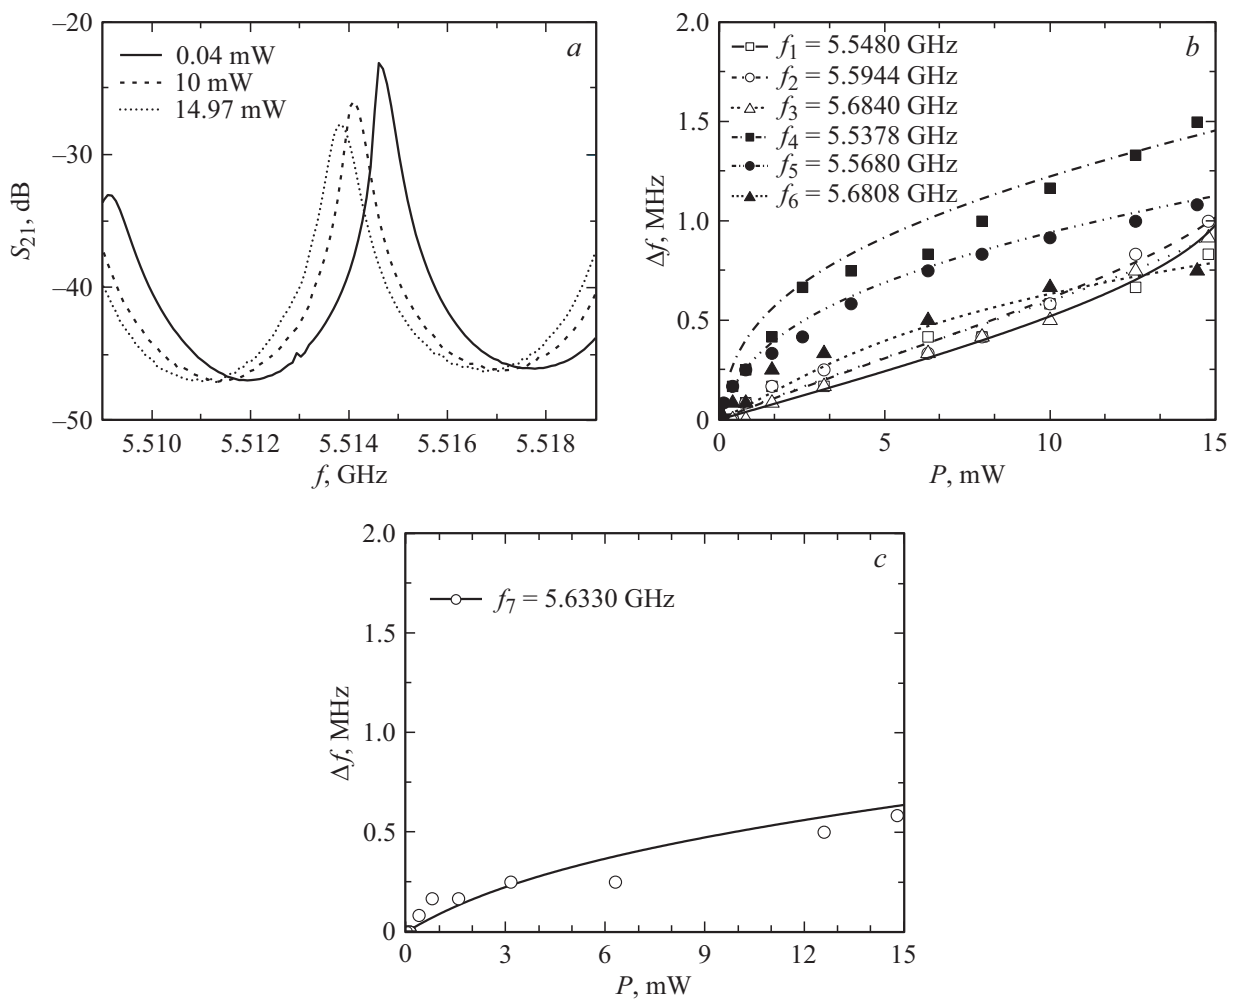 –20
–30
–40
–50
S21, dB
0.04 mW
10 mW
14.97 mW
a
5.510
5.512
5.514
5.516
5.518
f, GHz
2.0
1.5
1.0
0.5
0
Δf, MHz
f1 = 5.5480 GHz
f2 = 5.5944 GHz
f3 = 5.6840 GHz
f4 = 5.5378 GHz
f5 = 5.5680 GHz
f6 = 5.6808 GHz
b
0
5
10
15
P, mW
2.0
1.5
1.0
0.5
0
Δf, MHz
f7 = 5.6330 GHz
c
0
3
6
9
12
15
P, mW